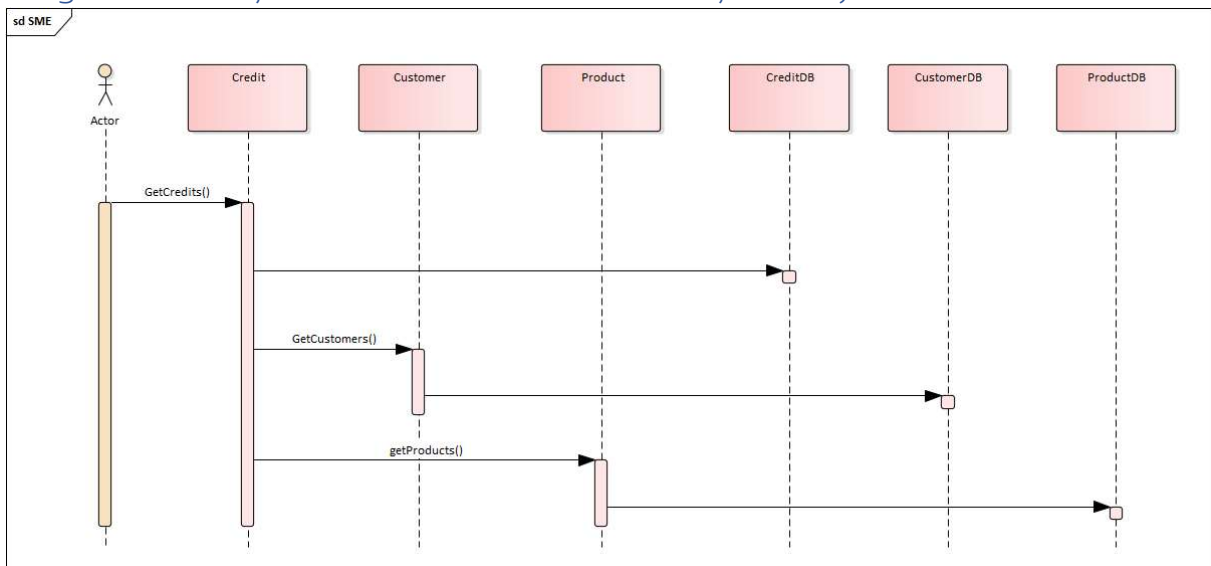 sd SME
Credit
Customer
Product
CreditDB
CustomerDB
ProductDB
Actor
GetCredits()
GetCustomers()
getProducts()